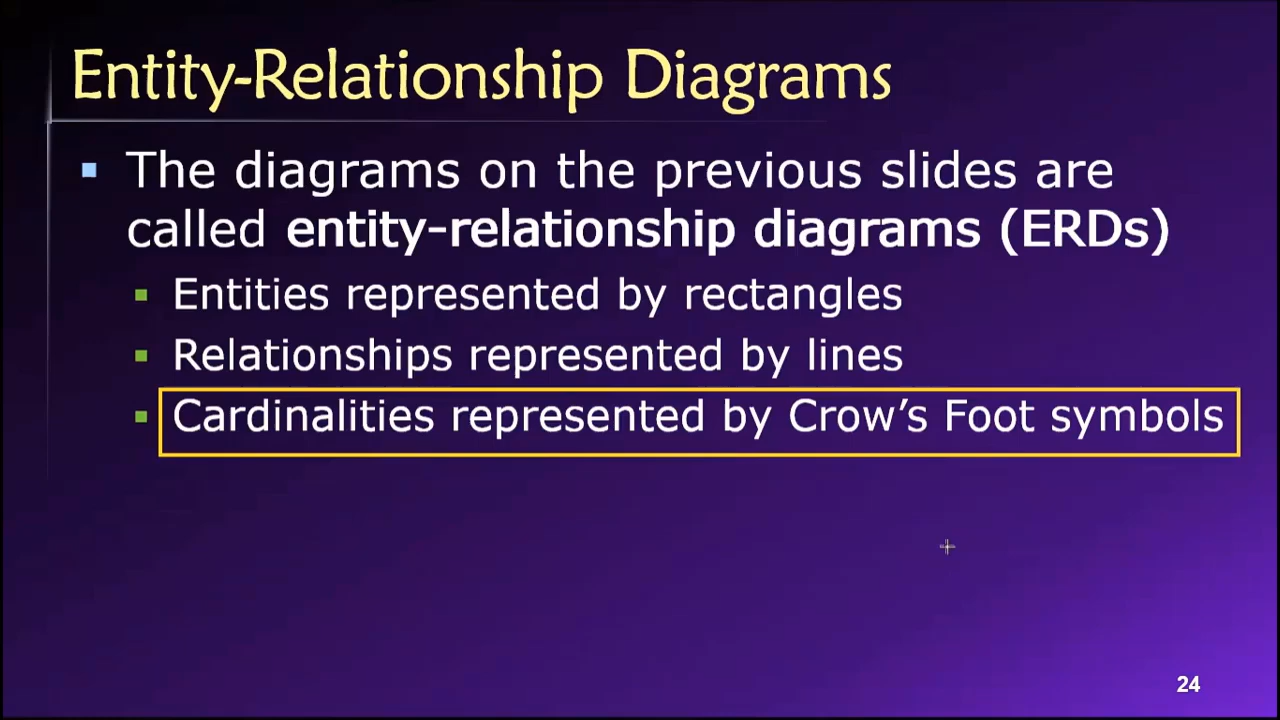 Entity-Relationship Diagrams
The diagrams on the previous slides are
called entity-relationship diagrams (ERDs)
Entities represented by rectangles
Relationships represented by lines
Cardinalities represented by Crow’s Foot symbols
24